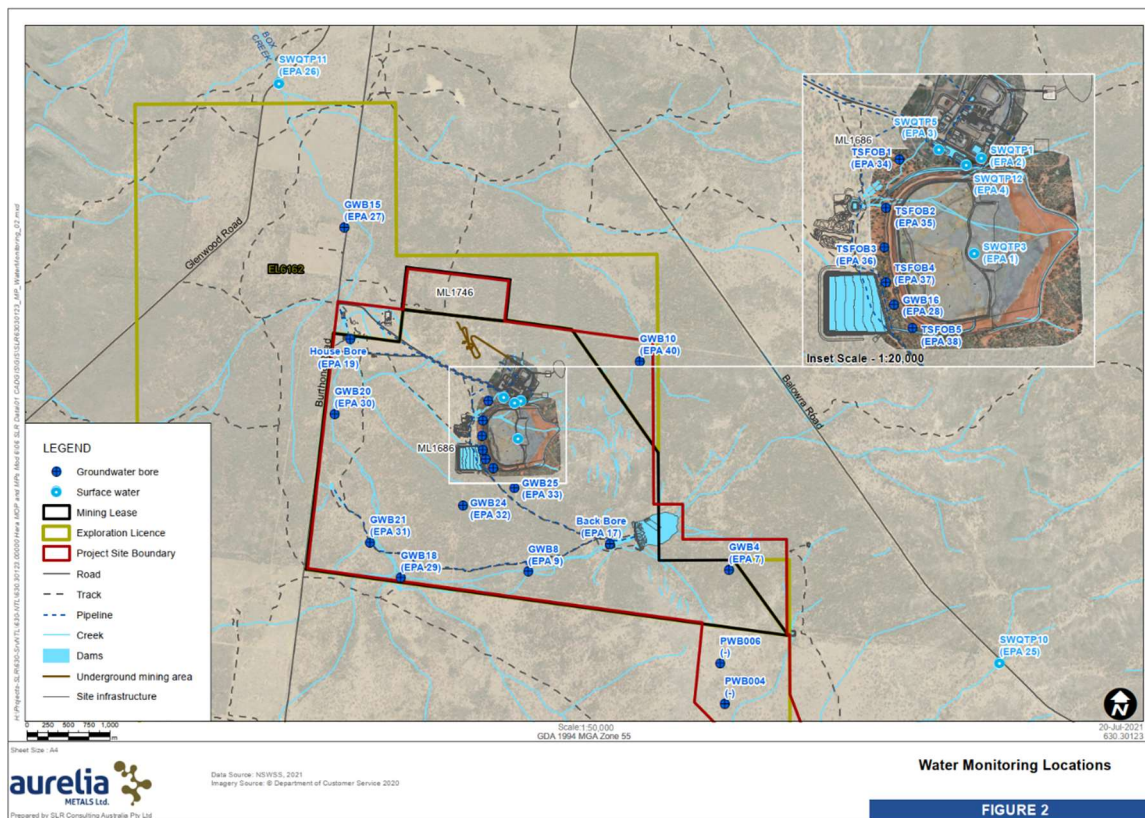 BOX
CREEK
SWQTP11
(EPA 26)
GWB15
(EPA 27)
Glenwood Road
EL6162
ML1746
House Bore
(EPA 19)
GWB10
(EPA 40)
Balowra Road
GWB20
(EPA 30)
ML1686
GWB25
(EPA 33)
GWB24
(EPA 32)
Back Bore
(EPA 17)
GWB21
(EPA 31)
GWB18
(EPA 29)
GWB8
(EPA 9)
GWB4
(EPA 7)
PWB006
(-)
PWB004
(-)
SWQTP10
(EPA 25)
SWQTP5
(EPA 3)
ML1686
TSFOB1
(EPA 34)
SWQTP1
(EPA 2)
SWQTP12
(EPA 4)
TSFOB2
(EPA 35)
TSFOB3
(EPA 36)
SWQTP3
(EPA 1)
TSFOB4
(EPA 37)
GWB16
(EPA 28)
TSFOB5
(EPA 38)
Inset Scale - 1:20,000
LEGEND
Groundwater bore
Surface water
Mining Lease
Exploration Licence
Project Site Boundary
Road
Track
Pipeline
Creek
Dams
Underground mining area
Site infrastructure
0 250 500 750 1,000
m
Scale:1:50,000
GDA 1994 MGA Zone 55
N
20-Jul-2021
630.30123
Sheet Size : A4
aurelia
METALS Ltd.
Prepared by SLR Consulting Australia Pty Ltd
Data Source: NSWSS, 2021
Imagery Source: © Department of Customer Service 2020
Water Monitoring Locations
FIGURE 2